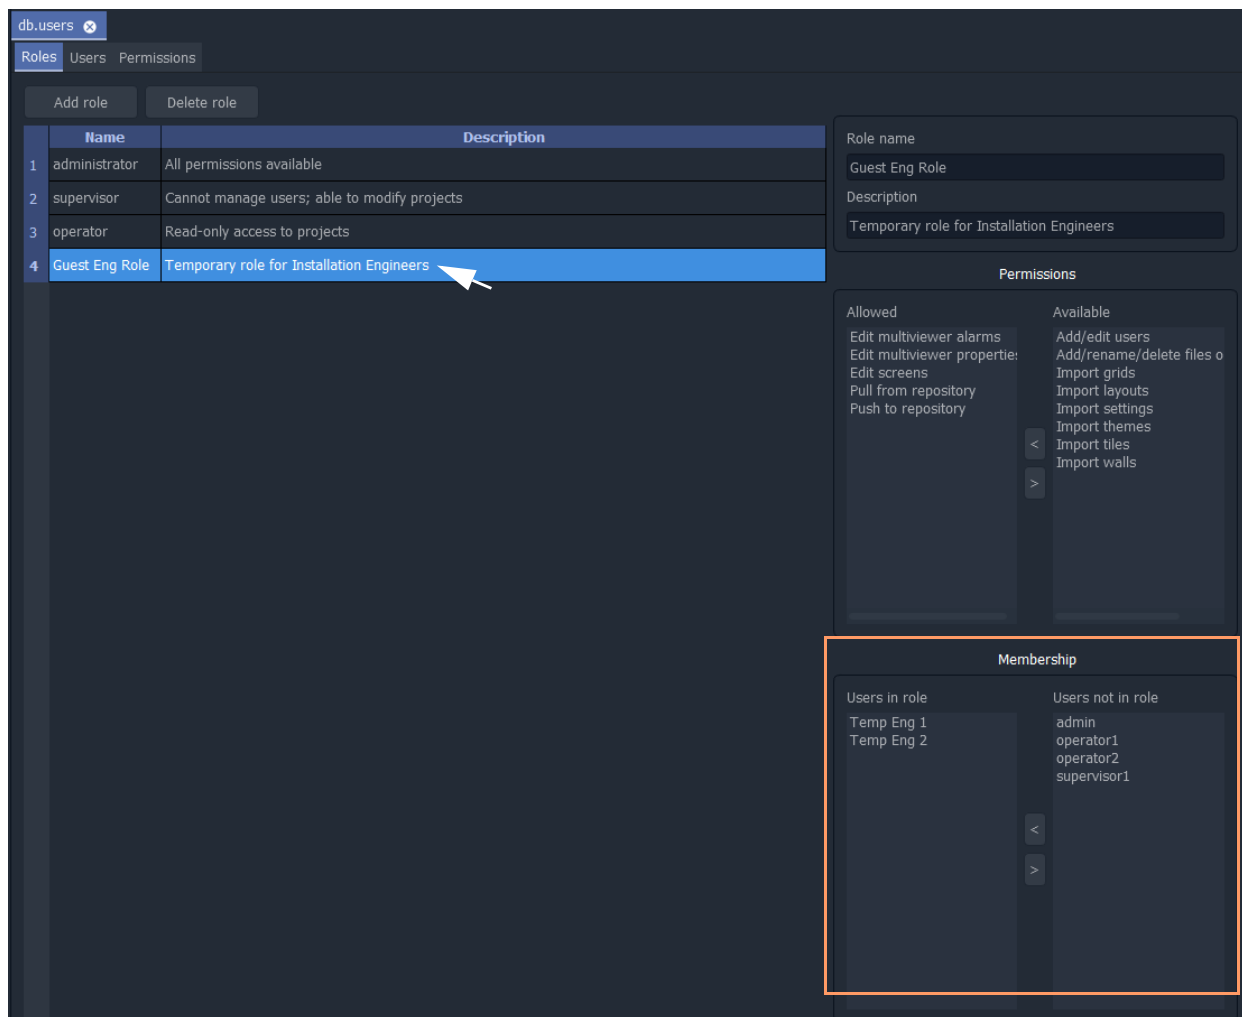 db.users
Roles Users Permissions
Add role Delete role
Name Description
1 administrator All permissions available
2 supervisor Cannot manage users; able to modify projects
3 operator Read-only access to projects
4 Guest Eng Role Temporary role for Installation Engineers
Role name
Guest Eng Role
Description
Temporary role for Installation Engineers
Permissions
Allowed
Edit multiviewer alarms
Edit multiviewer properties
Edit screens
Pull from repository
Push to repository
<
>
Available
Add/edit users
Add/rename/delete files o
Import grids
Import layouts
Import settings
Import themes
Import tiles
Import walls
Membership
Users in role
Temp Eng 1
Temp Eng 2
<
>
Users not in role
admin
operator1
operator2
supervisor1